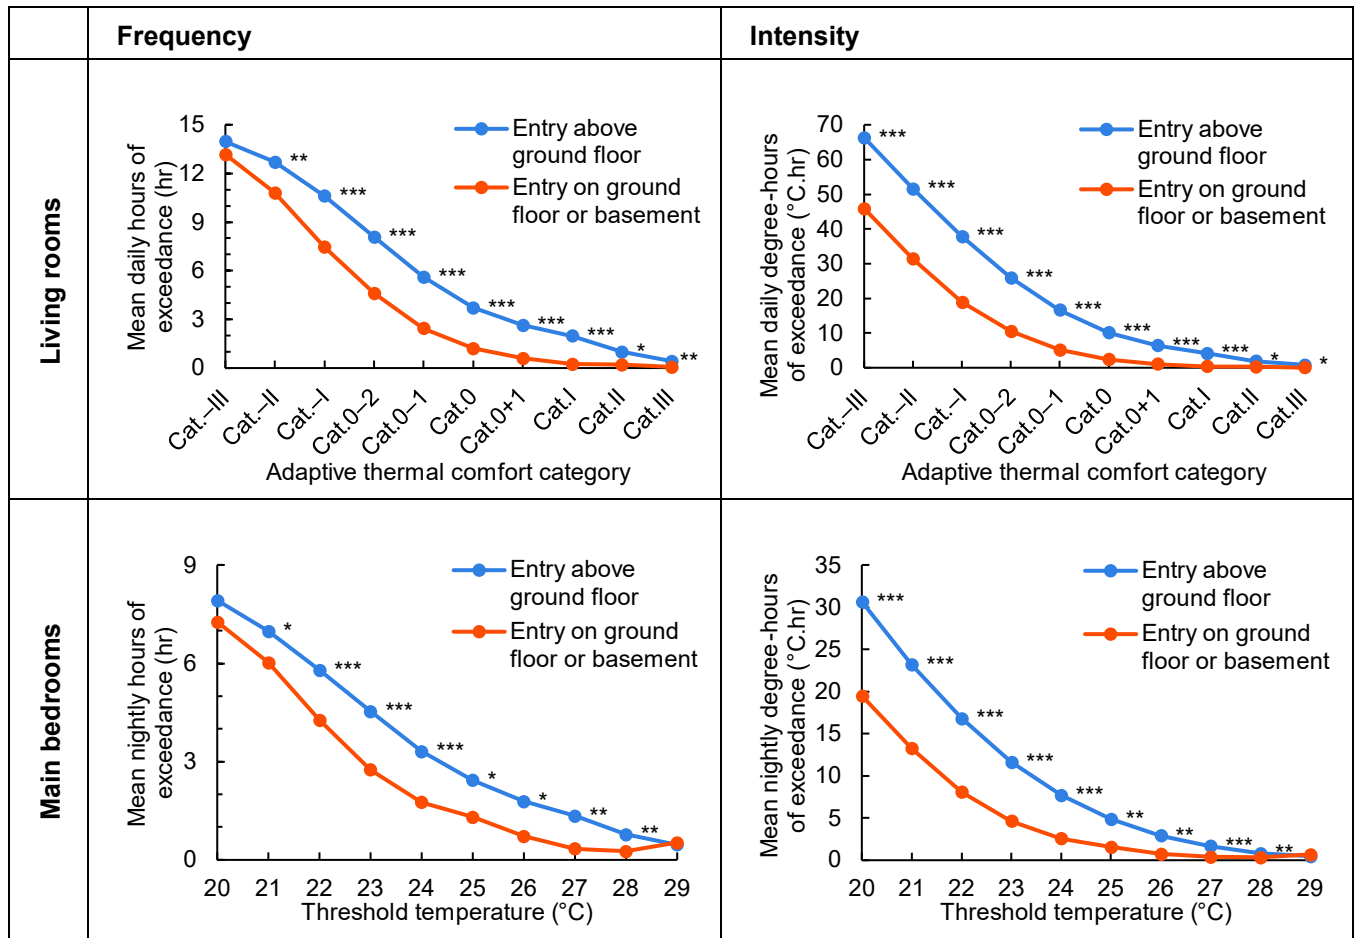 Frequency
Intensity
Living rooms
Mean daily hours of
exceedance (hr)
15
12
9
6
3
0
Entry above
ground floor
Entry on ground
floor or basement
**
***
***
***
***
***
***
*
**
Cat.–III
Cat.–II
Cat.–I
Cat.0–2
Cat.0–1
Cat.0
Cat.0+1
Cat.I
Cat.II
Cat.III
Adaptive thermal comfort category
Mean daily degree-hours
of exceedance (°C.hr)
70
60
50
40
30
20
10
0
Entry above
ground floor
Entry on ground
floor or basement
***
***
***
***
***
***
***
***
*
*
Cat.–III
Cat.–II
Cat.–I
Cat.0–2
Cat.0–1
Cat.0
Cat.0+1
Cat.I
Cat.II
Cat.III
Adaptive thermal comfort category
Main bedrooms
Mean nightly hours of
exceedance (hr)
9
6
3
0
Entry above
ground floor
Entry on ground
floor or basement
*
***
***
***
*
*
**
**
20 21 22 23 24 25 26 27 28 29
Threshold temperature (°C)
Mean nightly degree-hours
of exceedance (°C.hr)
35
30
25
20
15
10
5
0
Entry above
ground floor
Entry on ground
floor or basement
***
***
***
***
***
**
**
***
**
20 21 22 23 24 25 26 27 28 29
Threshold temperature (°C)